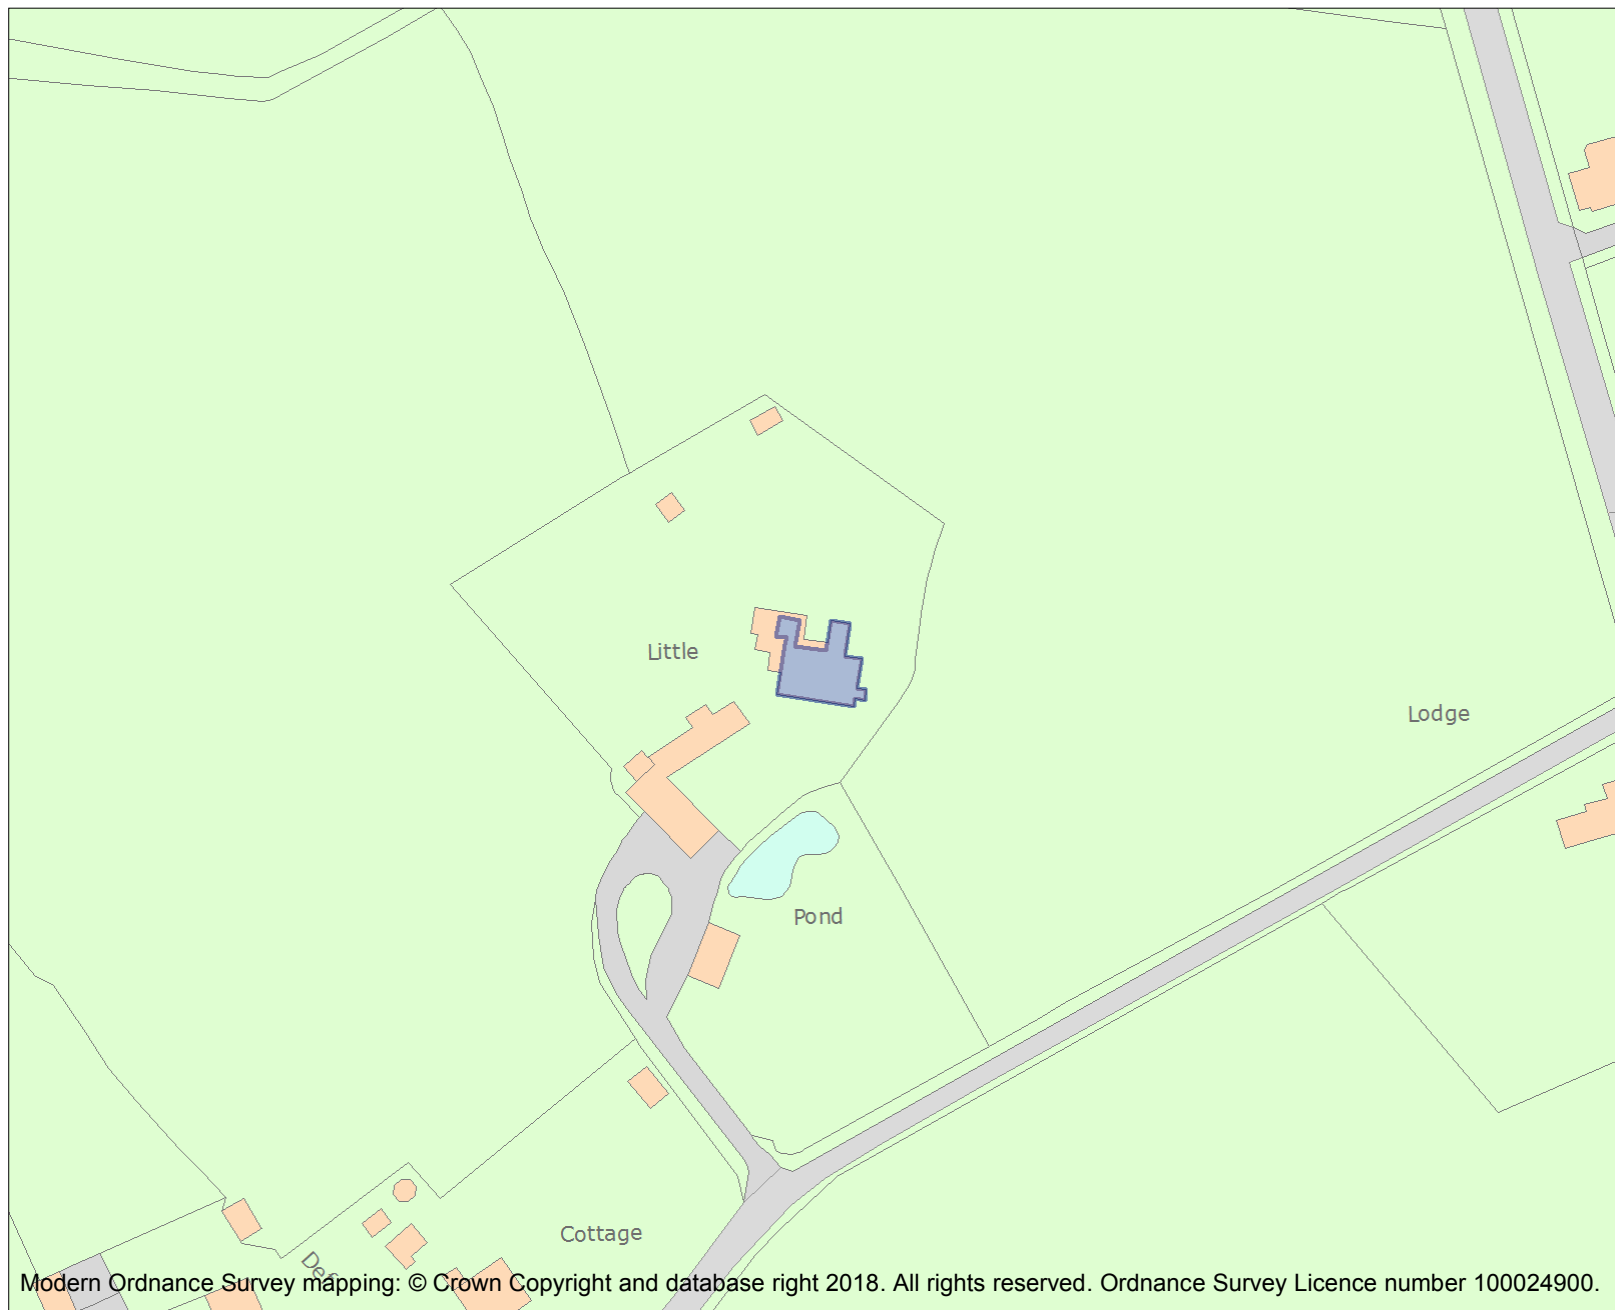 Little
Lodge
Pond
Cottage
Modern Ordnance Survey mapping: © Crown Copyright and database right 2018. All rights reserved. Ordnance Survey Licence number 100024900.